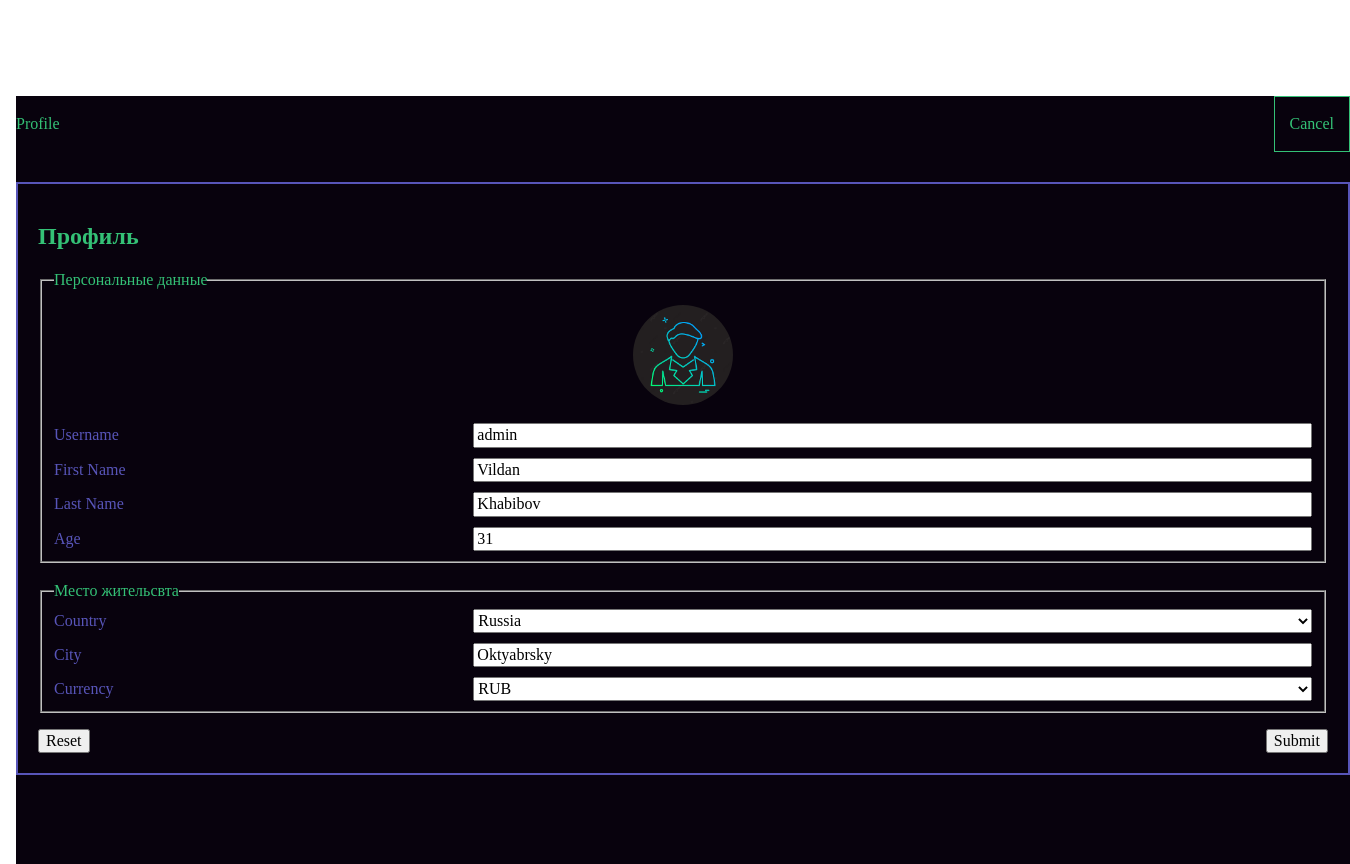 Profile
Cancel
Профиль
Персональные данные
Username
admin
First Name
Vildan
Last Name
Khabibov
Age
31
Место жительсвта
Country
Russia
City
Oktyabrsky
Currency
RUB
Reset
Submit